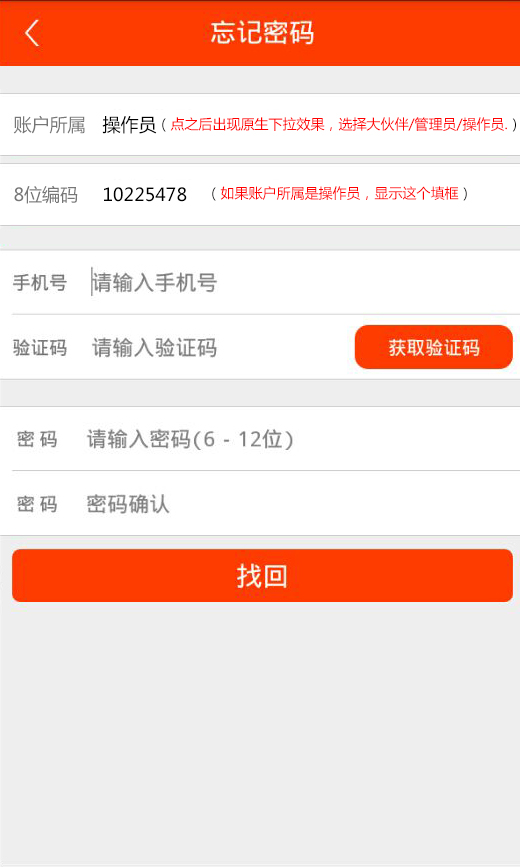 忘记密码
账户所属 操作员 ( 点之后出现原生下拉效果，选择大伙伴/管理员/操作员. )
8位编码 10225478 ( 如果账户所属是操作员，显示这个填框 )
手机号 请输入手机号
验证码 请输入验证码 获取验证码
密 码 请输入密码(6 - 12位)
密 码 密码确认
找回